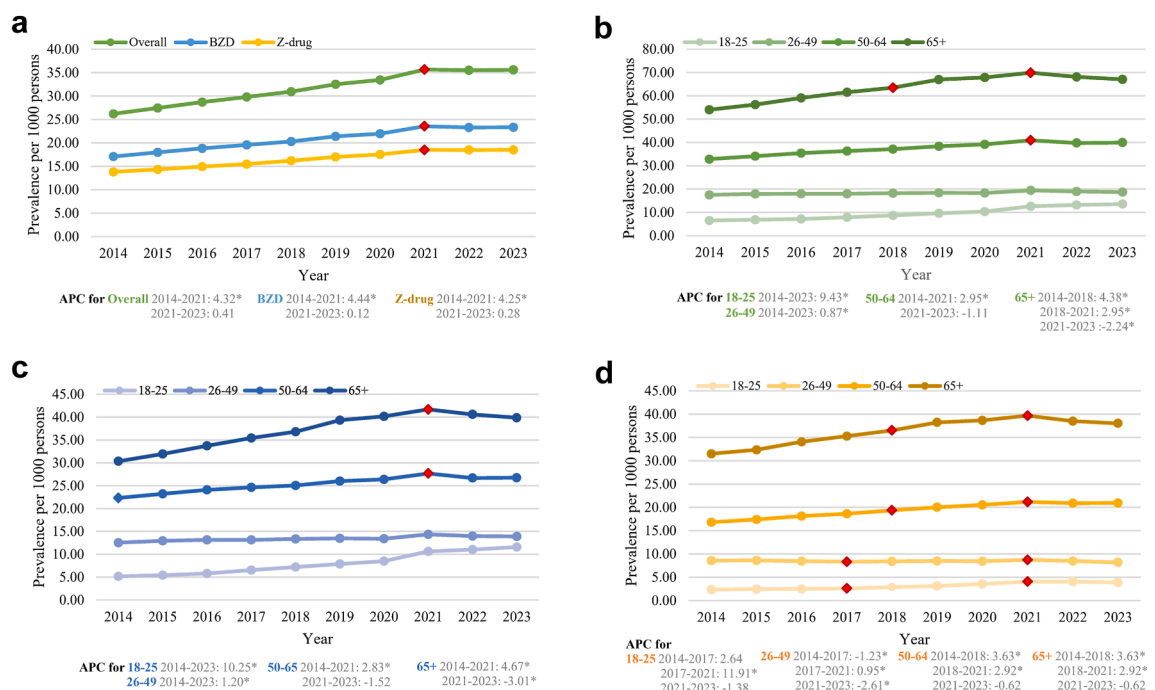 a
Overall BZD Z-drug
40.00
35.00
30.00
25.00
20.00
15.00
10.00
5.00
0.00
Prevalence per 1000 persons
2014 2015 2016 2017 2018 2019 2020 2021 2022 2023
Year
APC for Overall 2014-2021: 4.32* BZD 2014-2021: 4.44* Z-drug 2014-2021: 4.25*
2021-2023: 0.41 2021-2023: 0.12 2021-2023: 0.28
b
18-25 26-49 50-64 65+
80.00
70.00
60.00
50.00
40.00
30.00
20.00
10.00
0.00
Prevalence per 1000 persons
2014 2015 2016 2017 2018 2019 2020 2021 2022 2023
Year
APC for 18-25 2014-2023: 9.43* 50-64 2014-2021: 2.95* 65+ 2014-2018: 4.38*
26-49 2014-2023: 0.87* 2021-2023: -1.11 2018-2021: 2.95*
2021-2023 :-2.24*
c
18-25 26-49 50-64 65+
45.00
40.00
35.00
30.00
25.00
20.00
15.00
10.00
5.00
0.00
Prevalence per 1000 persons
2014 2015 2016 2017 2018 2019 2020 2021 2022 2023
Year
APC for 18-25 2014-2023: 10.25* 50-65 2014-2021: 2.83* 65+ 2014-2021: 4.67*
26-49 2014-2023: 1.20* 2021-2023: -1.52 2021-2023: -3.01*
d
18-25 26-49 50-64 65+
45.00
40.00
35.00
30.00
25.00
20.00
15.00
10.00
5.00
0.00
Prevalence per 1000 persons
2014 2015 2016 2017 2018 2019 2020 2021 2022 2023
Year
APC for
18-25 2014-2017: 2.64 26-49 2014-2017: -1.23* 50-64 2014-2018: 3.63* 65+ 2014-2018: 3.63*
2017-2021: 11.91* 2017-2021: 0.95* 2018-2021: 2.92* 2018-2021: 2.92*
2021-2023: -1.38 2021-2023: -2.61* 2021-2023: -0.62 2021-2023: -0.62